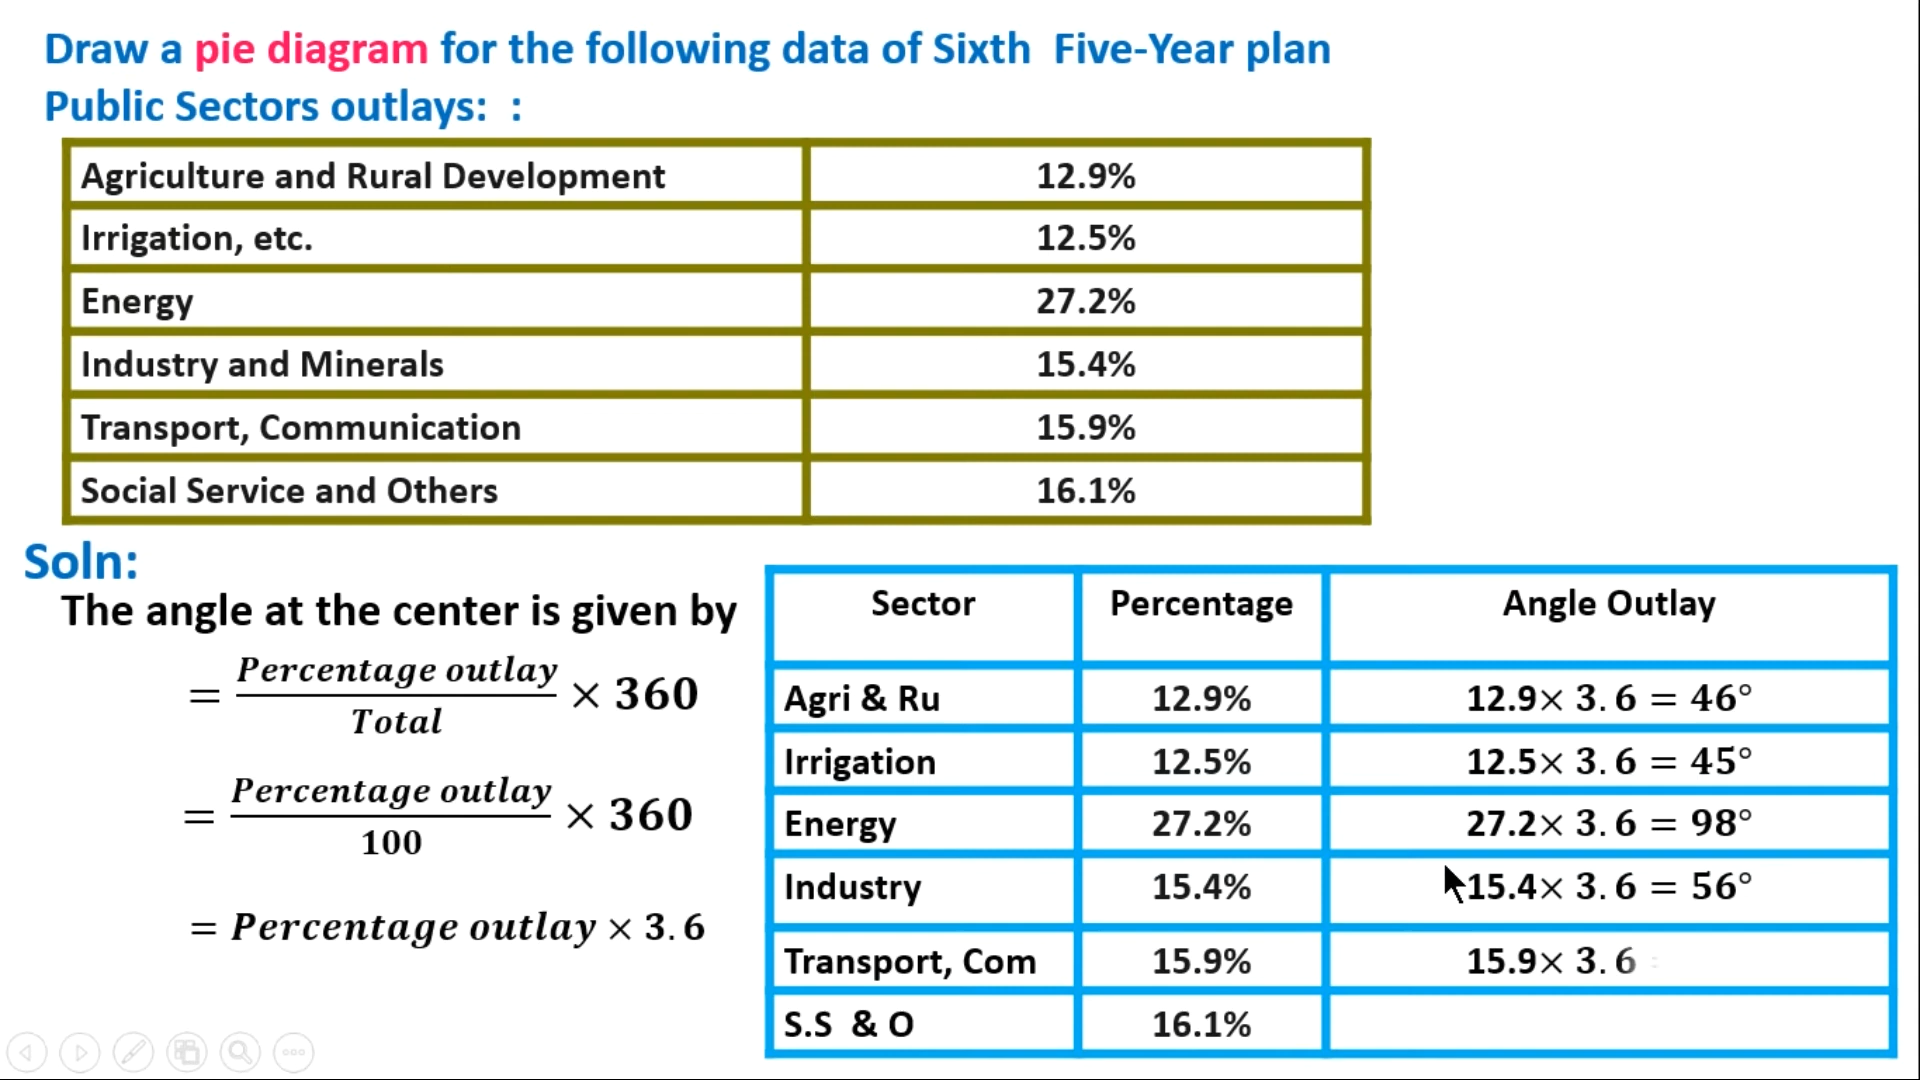 Draw a pie diagram for the following data of Sixth Five-Year plan
Public Sectors outlays: :
Agriculture and Rural Development 12.9%
Irrigation, etc. 12.5%
Energy 27.2%
Industry and Minerals 15.4%
Transport, Communication 15.9%
Social Service and Others 16.1%
Soln:
The angle at the center is given by
= Percentage outlay / Total × 360
= Percentage outlay / 100 × 360
= Percentage outlay × 3.6
Sector Percentage Angle Outlay
Agri & Ru 12.9% 12.9× 3.6 = 46°
Irrigation 12.5% 12.5× 3.6 = 45°
Energy 27.2% 27.2× 3.6 = 98°
Industry 15.4% 15.4× 3.6 = 56°
Transport, Com 15.9% 15.9× 3.6
S.S & O 16.1%